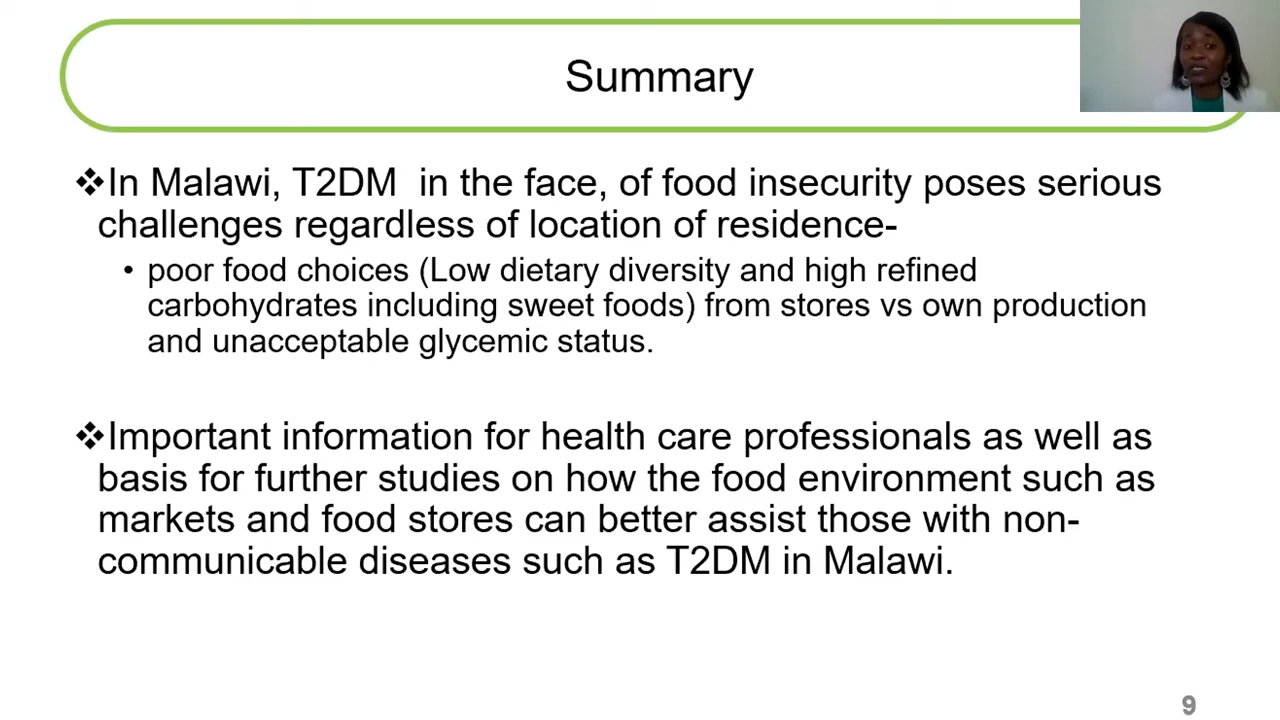 Summary
❖In Malawi, T2DM  in the face, of food insecurity poses serious
challenges regardless of location of residence-
• poor food choices (Low dietary diversity and high refined
carbohydrates including sweet foods) from stores vs own production
and unacceptable glycemic status.
❖Important information for health care professionals as well as
basis for further studies on how the food environment such as
markets and food stores can better assist those with non-
communicable diseases such as T2DM in Malawi.
9